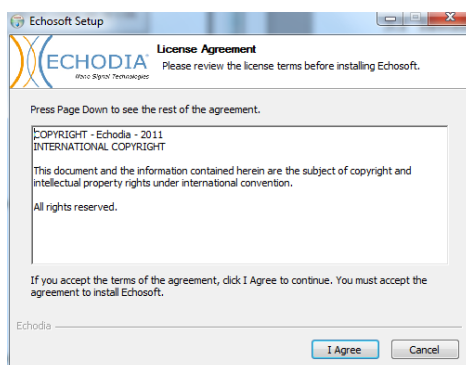 Echosoft Setup
ECHODIA
Wano Signal Technologies
License Agreement
Please review the license terms before installing Echosoft.
Press Page Down to see the rest of the agreement.
COPYRIGHT - Echodia - 2011
INTERNATIONAL COPYRIGHT
This document and the information contained herein are the subject of copyright and
intellectual property rights under international convention.
All rights reserved.
If you accept the terms of the agreement, click I Agree to continue. You must accept the
agreement to install Echosoft.
Echodia
I Agree
Cancel